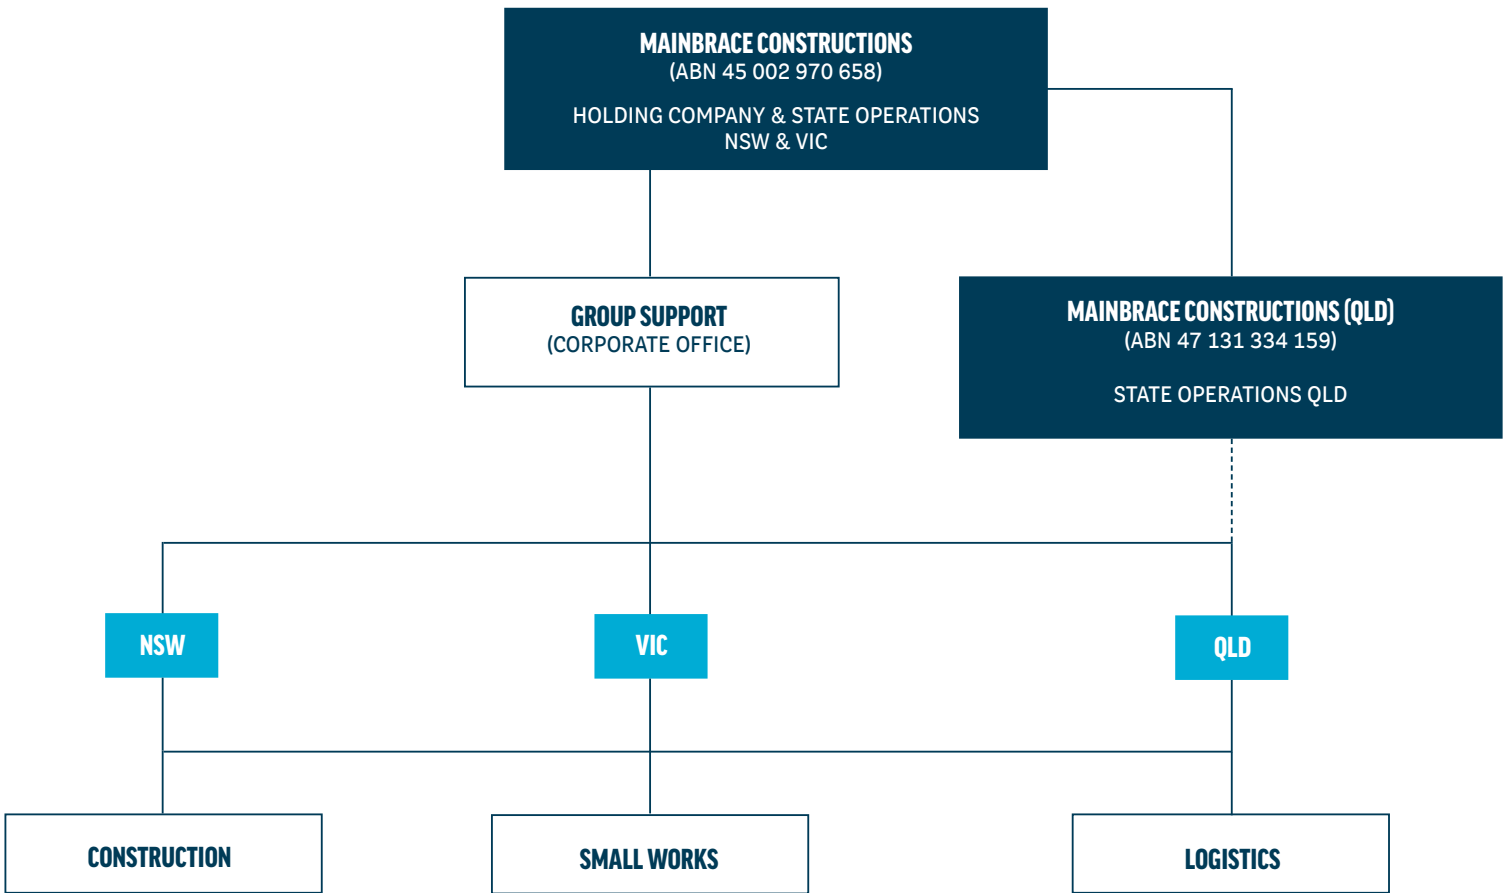 MAINBRACE CONSTRUCTIONS
(ABN 45 002 970 658)
HOLDING COMPANY & STATE OPERATIONS
NSW & VIC
GROUP SUPPORT
(CORPORATE OFFICE)
MAINBRACE CONSTRUCTIONS (QLD)
(ABN 47 131 334 159)
STATE OPERATIONS QLD
NSW
VIC
QLD
CONSTRUCTION
SMALL WORKS
LOGISTICS